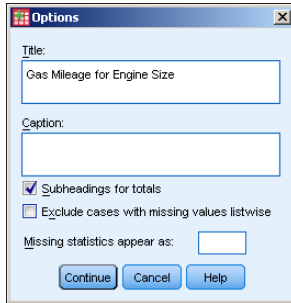 Options
Title:
Gas Mileage for Engine Size
Caption:
Subheadings for totals
Exclude cases with missing values listwise
Missing statistics appear as:
Continue Cancel Help